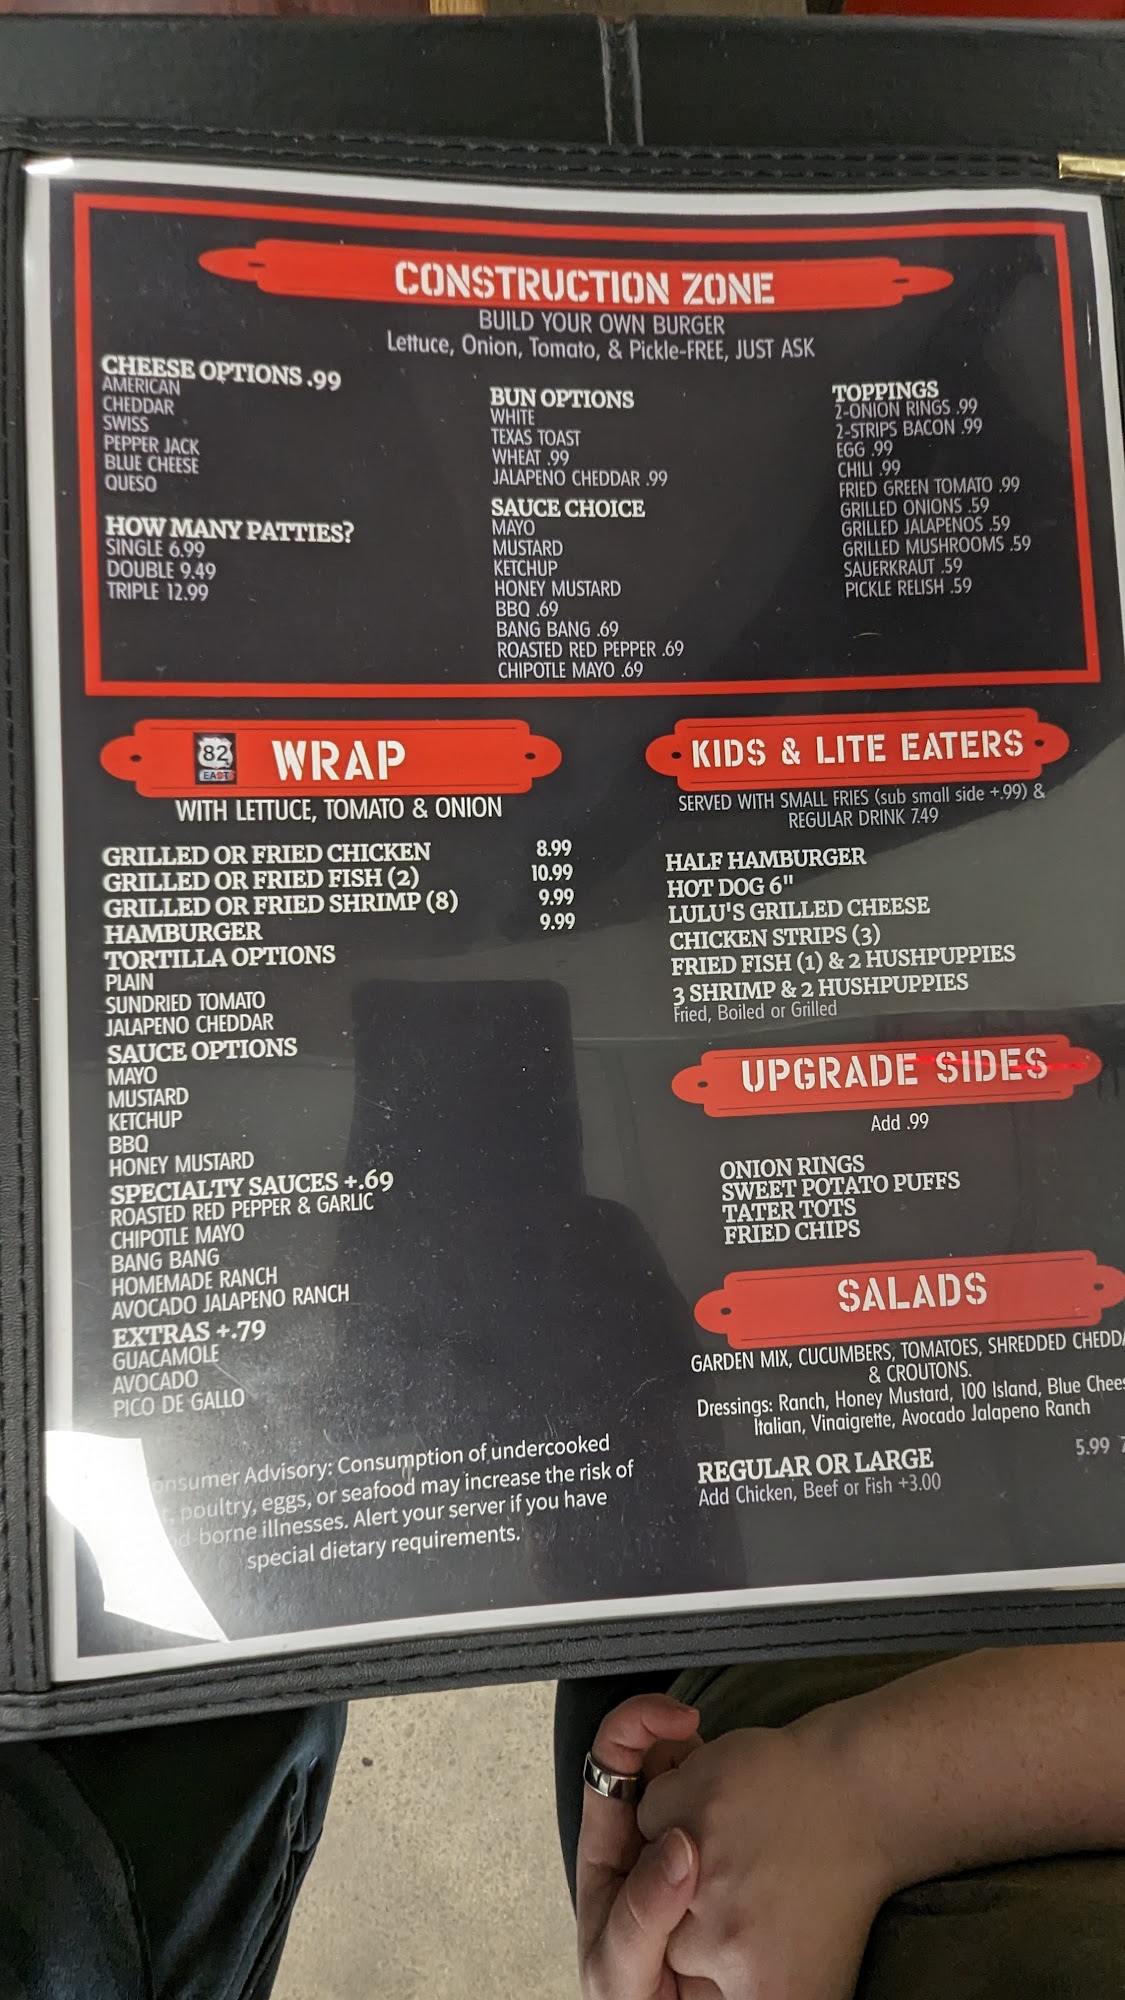 CONSTRUCTION ZONE
BUILD YOUR OWN BURGER
Lettuce, Onion, Tomato, & Pickle-FREE, JUST ASK
CHEESE OPTIONS .99
AMERICAN
CHEDDAR
SWISS
PEPPER JACK
BLUE CHEESE
QUESO
HOW MANY PATTIES?
SINGLE 6.99
DOUBLE 9.49
TRIPLE 12.99
BUN OPTIONS
WHITE
TEXAS TOAST
WHEAT .99
JALAPENO CHEDDAR .99
SAUCE CHOICE
MAYO
MUSTARD
KETCHUP
HONEY MUSTARD
BBQ .69
BANG BANG .69
ROASTED RED PEPPER .69
CHIPOTLE MAYO .69
TOPPINGS
2-ONION RINGS .99
2-STRIPS BACON .99
EGG .99
CHILI .99
FRIED GREEN TOMATO .99
GRILLED ONIONS .59
GRILLED JALAPENOS .59
GRILLED MUSHROOMS .59
SAUERKRAUT .59
PICKLE RELISH .59
82
EAST
WRAP
WITH LETTUCE, TOMATO & ONION
GRILLED OR FRIED CHICKEN 8.99
GRILLED OR FRIED FISH (2) 10.99
GRILLED OR FRIED SHRIMP (8) 9.99
HAMBURGER 9.99
TORTILLA OPTIONS
PLAIN
SUNDRIED TOMATO
JALAPENO CHEDDAR
SAUCE OPTIONS
MAYO
MUSTARD
KETCHUP
BBQ
HONEY MUSTARD
SPECIALTY SAUCES +.69
ROASTED RED PEPPER & GARLIC
CHIPOTLE MAYO
BANG BANG
HOMEMADE RANCH
AVOCADO JALAPENO RANCH
EXTRAS +.79
GUACAMOLE
AVOCADO
PICO DE GALLO
onsumer Advisory: Consumption of undercooked
, poultry, eggs, or seafood may increase the risk of
d-borne illnesses. Alert your server if you have
special dietary requirements.
KIDS & LITE EATERS
SERVED WITH SMALL FRIES (sub small side +.99) &
REGULAR DRINK 7.49
HALF HAMBURGER
HOT DOG 6"
LULU'S GRILLED CHEESE
CHICKEN STRIPS (3)
FRIED FISH (1) & 2 HUSHPUPPIES
3 SHRIMP & 2 HUSHPUPPIES
Fried, Boiled or Grilled
UPGRADE SIDES
Add .99
ONION RINGS
SWEET POTATO PUFFS
TATER TOTS
FRIED CHIPS
SALADS
GARDEN MIX, CUCUMBERS, TOMATOES, SHREDDED CHEDDA
& CROUTONS.
Dressings: Ranch, Honey Mustard, 100 Island, Blue Chees
Italian, Vinaigrette, Avocado Jalapeno Ranch
REGULAR OR LARGE 5.99 7
Add Chicken, Beef or Fish +3.00